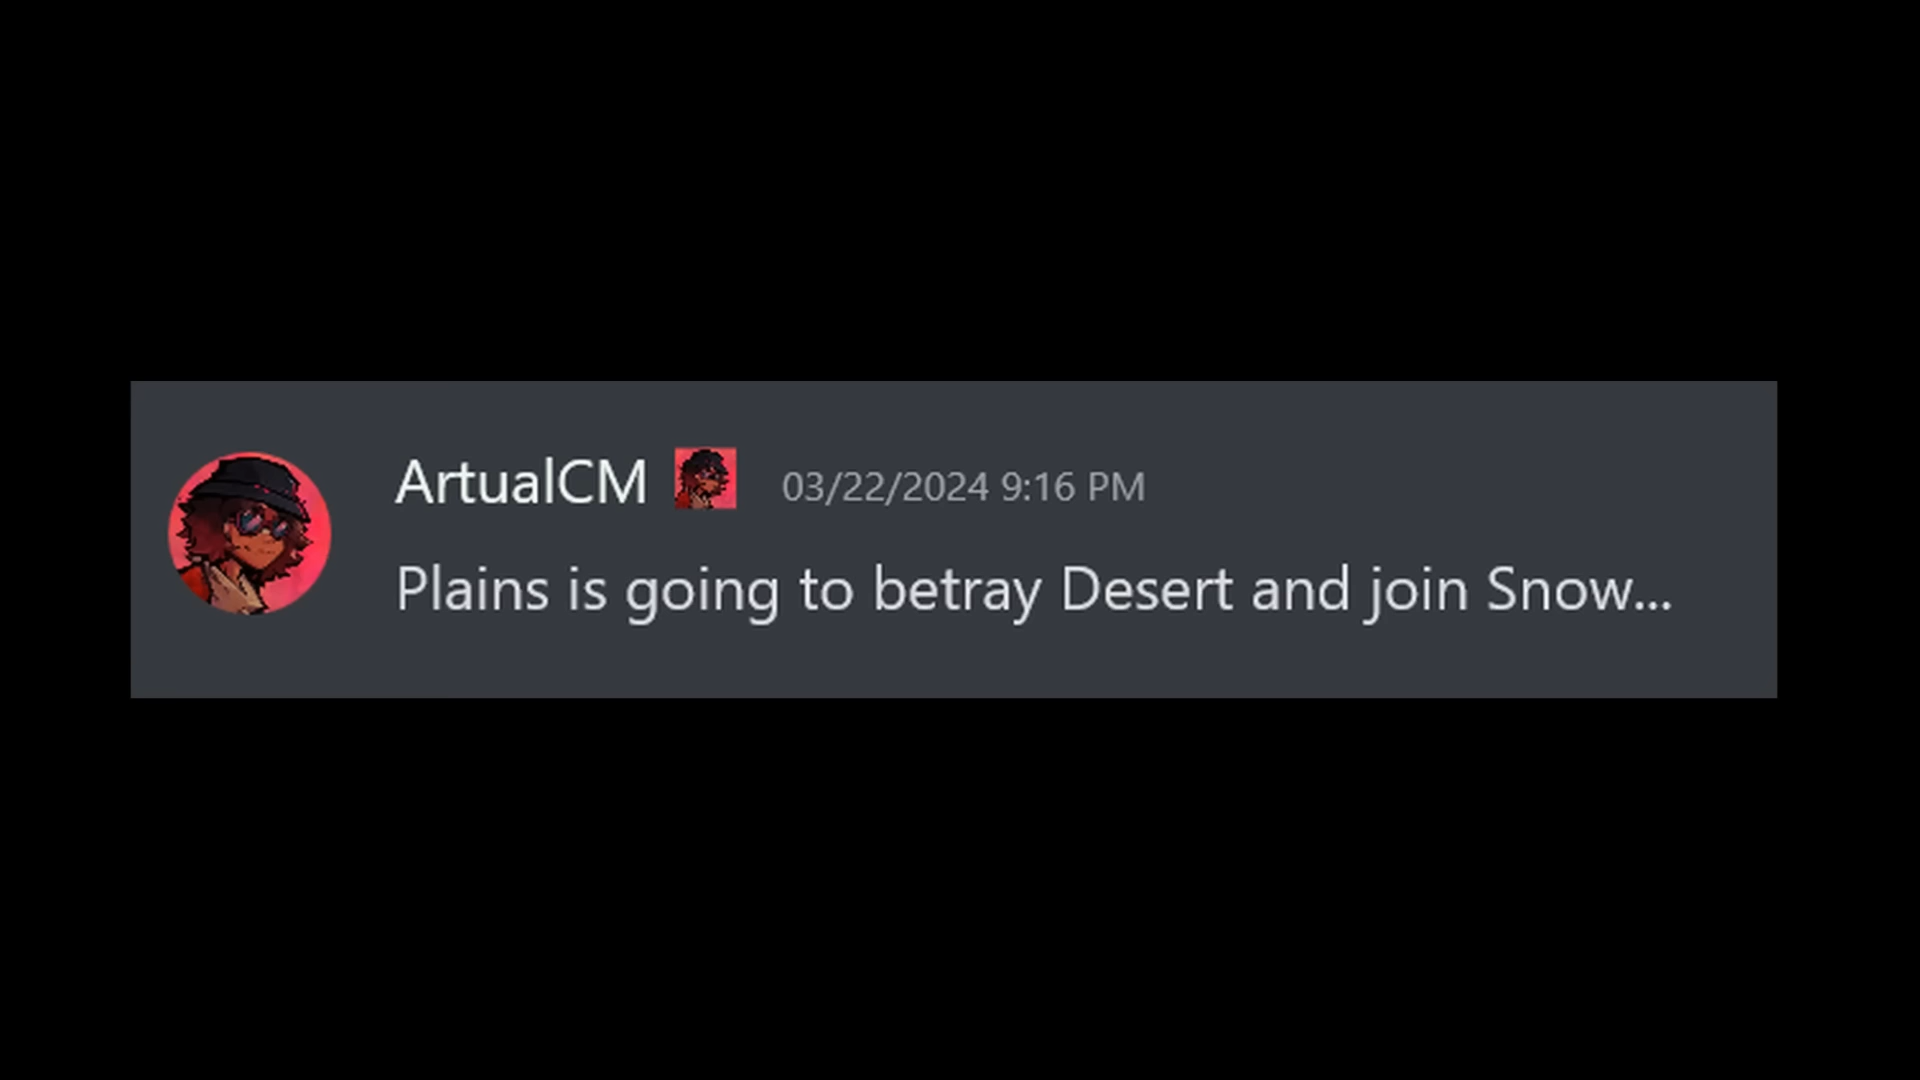 ArtualCM 03/22/2024 9:16 PM
Plains is going to betray Desert and join Snow...